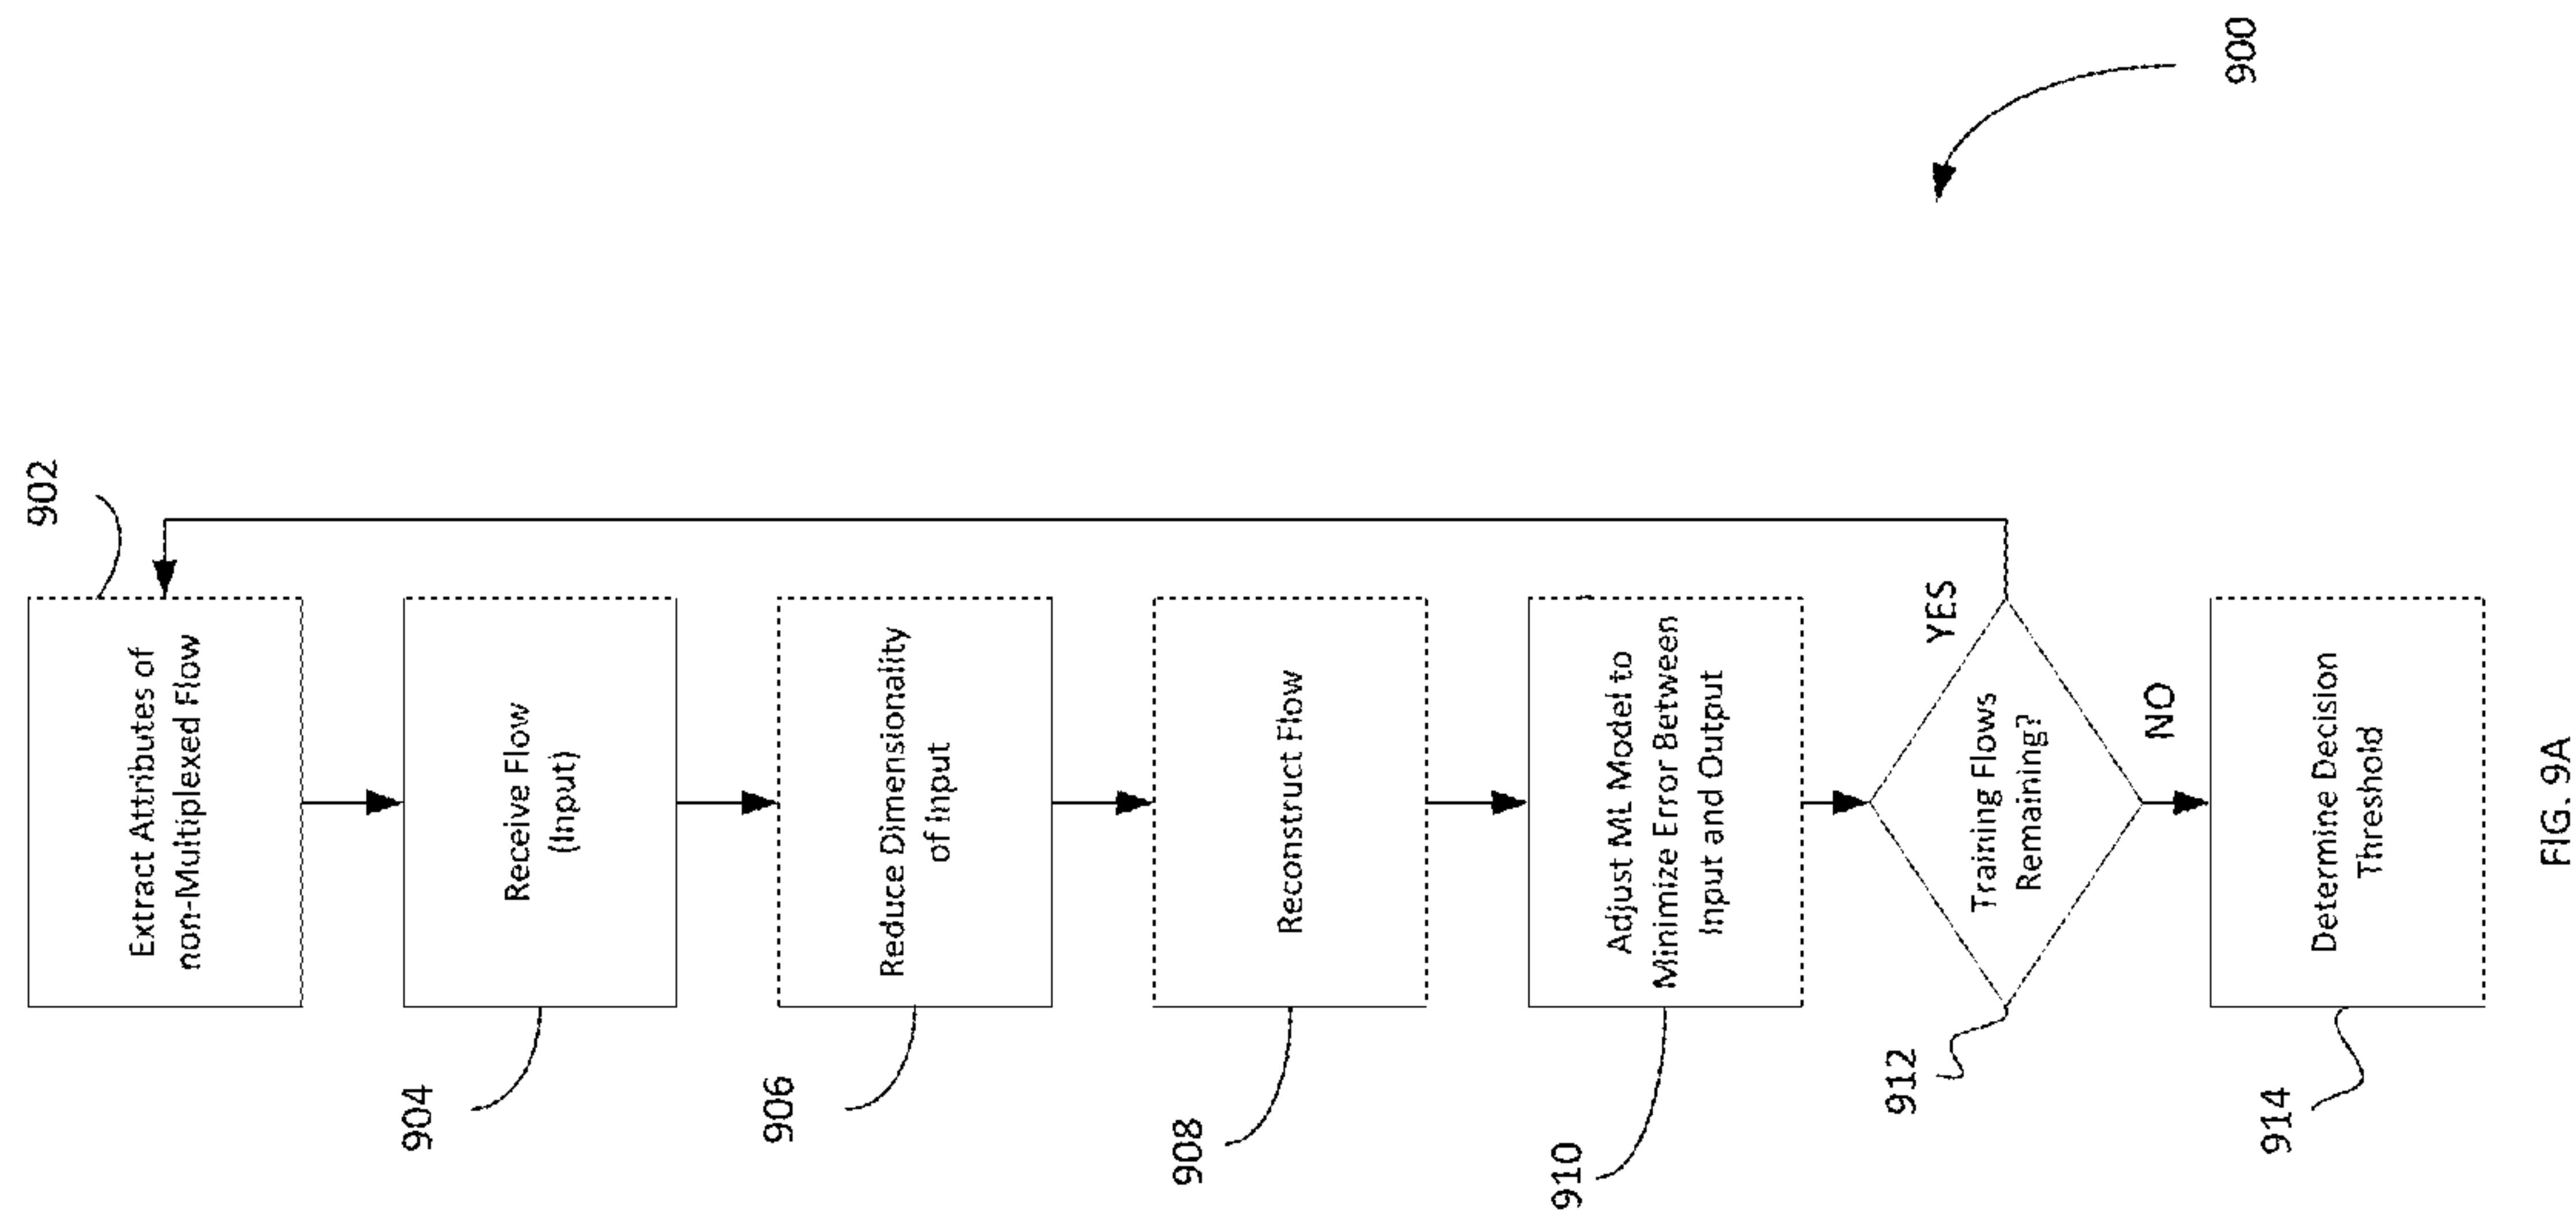 902
Extract Attributes of
non-Multiplexed Flow
904
Receive Flow
(Input)
906
Reduce Dimensionality
of Input
908
Reconstruct Flow
910
Adjust ML Model to
Minimize Error Between
Input and Output
912
Training Flows
Remaining?
YES
NO
914
Determine Decision
Threshold
900
FIG. 9A